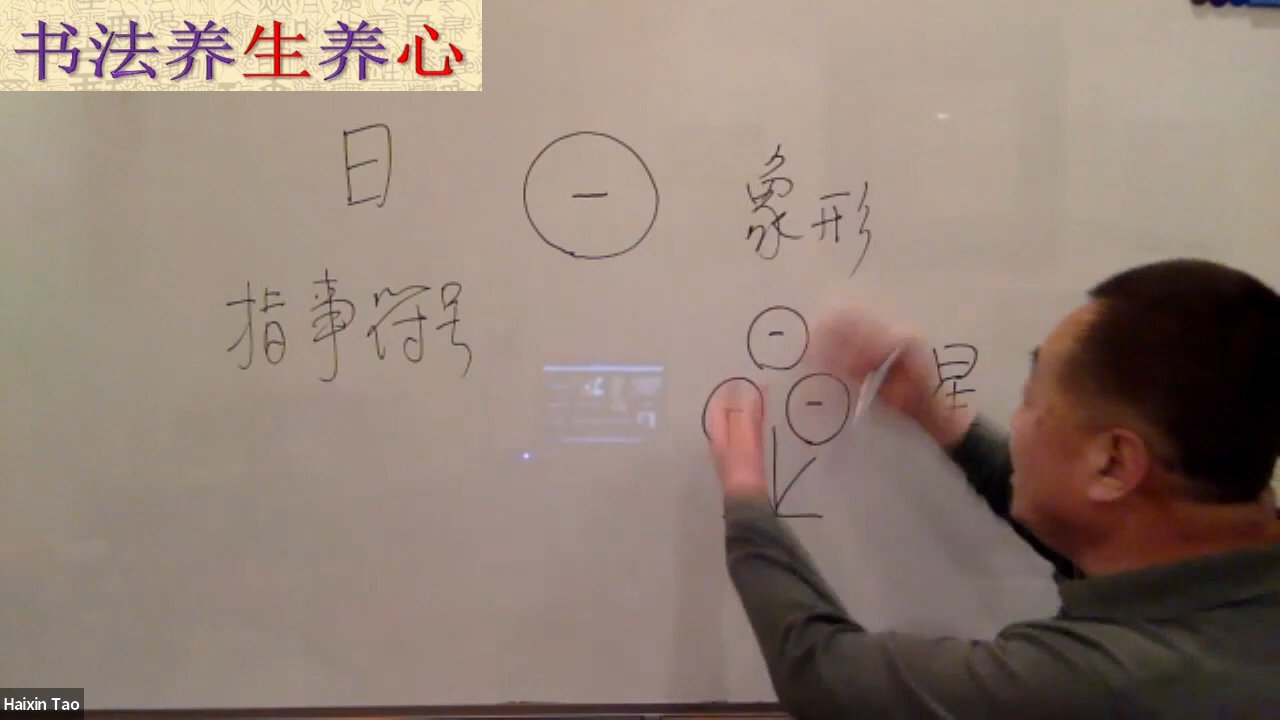 书法养生养心
日 象形
指事符号
星
Haixin Tao